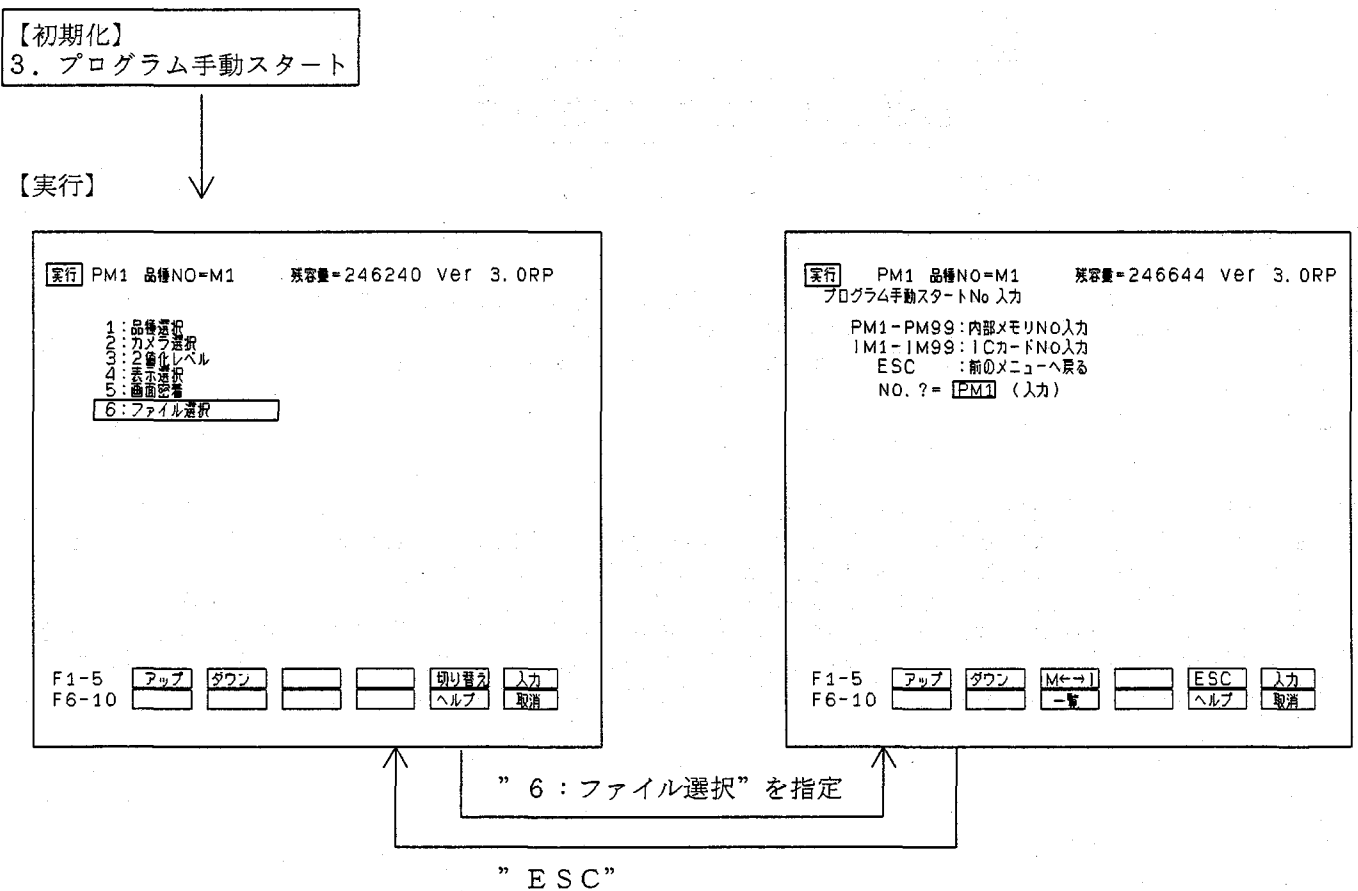 【初期化】
3．プログラム手動スタート
【実行】
実行 PM1 品種NO=M1 残容量=246240 Ver 3.0RP
1：品種選択
2：カメラ選択
3：2値化レベル
4：表示選択
5：画面密着
6：ファイル選択
F1-5 アップ ダウン 切り替え 入力
F6-10 ヘルプ 取消
実行 PM1 品種NO=M1 残容量=246644 Ver 3.0RP
プログラム手動スタートNo 入力
PM1-PM99：内部メモリNO入力
IM1-IM99：ICカードNO入力
ESC ：前のメニューへ戻る
NO.?= PM1 （入力）
F1-5 アップ ダウン M←→I ESC 入力
F6-10 一覧 ヘルプ 取消
”6：ファイル選択”を指定
”ESC”